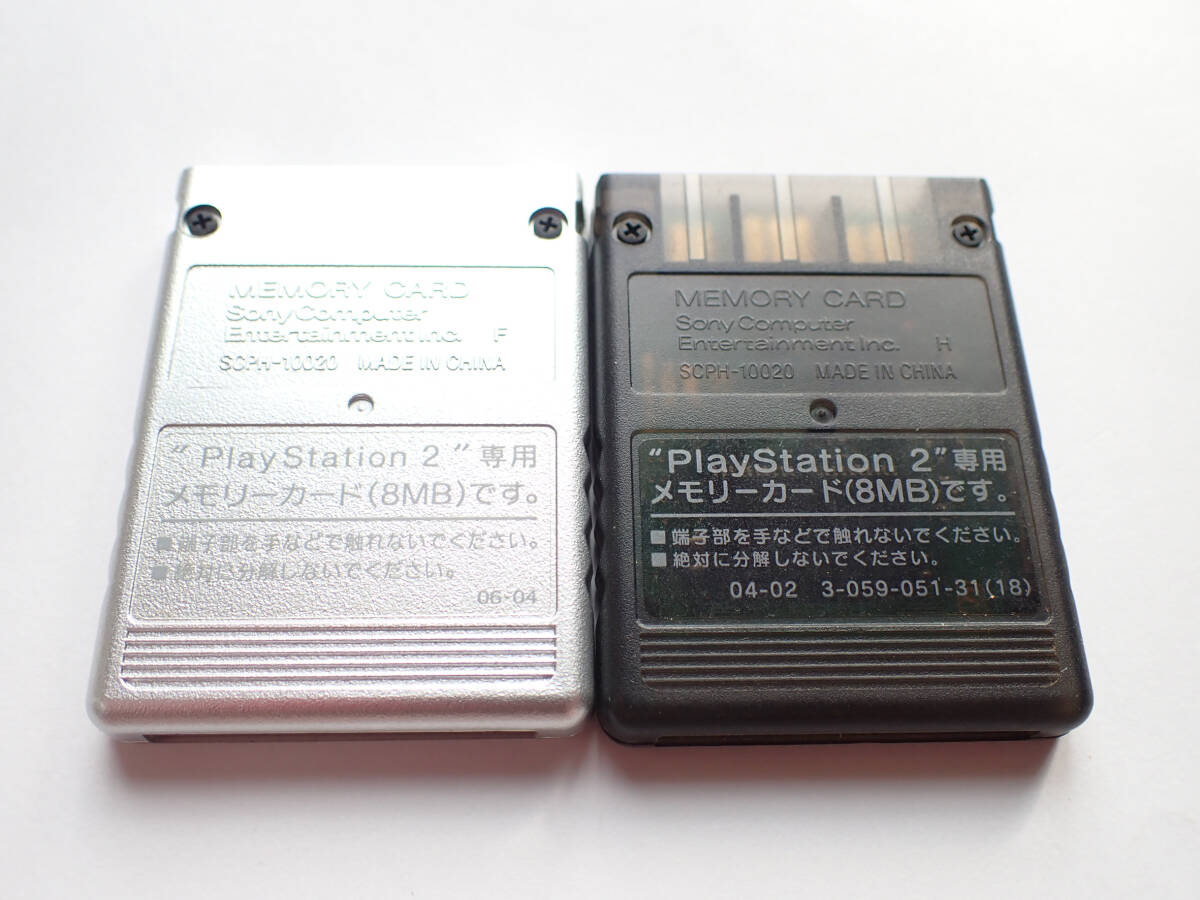 MEMORY CARD
Sony Computer
Entertainment Inc. F
SCPH-10020 MADE IN CHINA
“PlayStation 2” 専用
メモリーカード(8MB)です。
■端子部を手などで触れないでください。
■絶対に分解しないでください。
06-04
MEMORY CARD
Sony Computer
Entertainment Inc. H
SCPH-10020 MADE IN CHINA
“PlayStation 2” 専用
メモリーカード(8MB)です。
■端子部を手などで触れないでください。
■絶対に分解しないでください。
04-02 3-059-051-31(18)